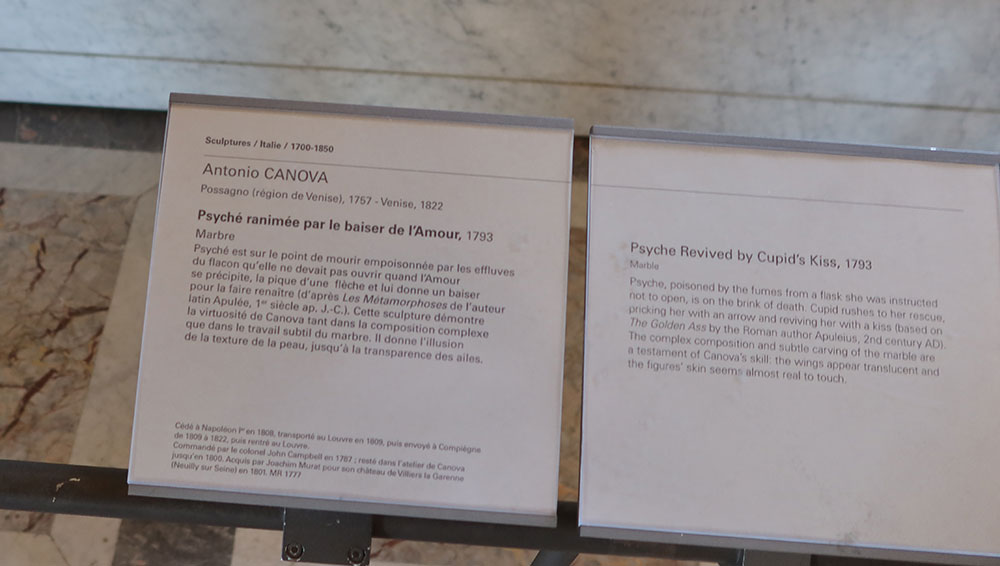 Sculptures / Italie / 1700-1850
Antonio CANOVA
Possagno (région de Venise), 1757 - Venise, 1822
Psyché ranimée par le baiser de l'Amour, 1793
Marbre
Psyché est sur le point de mourir empoisonnée par les effluves
du flacon qu'elle ne devait pas ouvrir quand l'Amour
se précipite, la pique d'une flèche et lui donne un baiser
pour la faire renaître (d'après Les Métamorphoses de l'auteur
latin Apulée, 1er siècle ap. J.-C.). Cette sculpture démontre
la virtuosité de Canova tant dans la composition complexe
que dans le travail subtil du marbre. Il donne l'illusion
de la texture de la peau, jusqu'à la transparence des ailes.
Cédé à Napoléon Ier en 1808, transporté au Louvre en 1809, puis envoyé à Compiègne
de 1809 à 1822, puis rentré au Louvre.
Commandé par le colonel John Campbell en 1787 ; resté dans l'atelier de Canova
jusqu'en 1800. Acquis par Joachim Murat pour son château de Villiers la Garenne
(Neuilly sur Seine) en 1801. MR 1777
Psyche Revived by Cupid's Kiss, 1793
Marble
Psyche, poisoned by the fumes from a flask she was instructed
not to open, is on the brink of death. Cupid rushes to her rescue,
pricking her with an arrow and reviving her with a kiss (based on
The Golden Ass by the Roman author Apuleius, 2nd century AD).
The complex composition and subtle carving of the marble are
a testament of Canova's skill: the wings appear translucent and
the figures' skin seems almost real to touch.